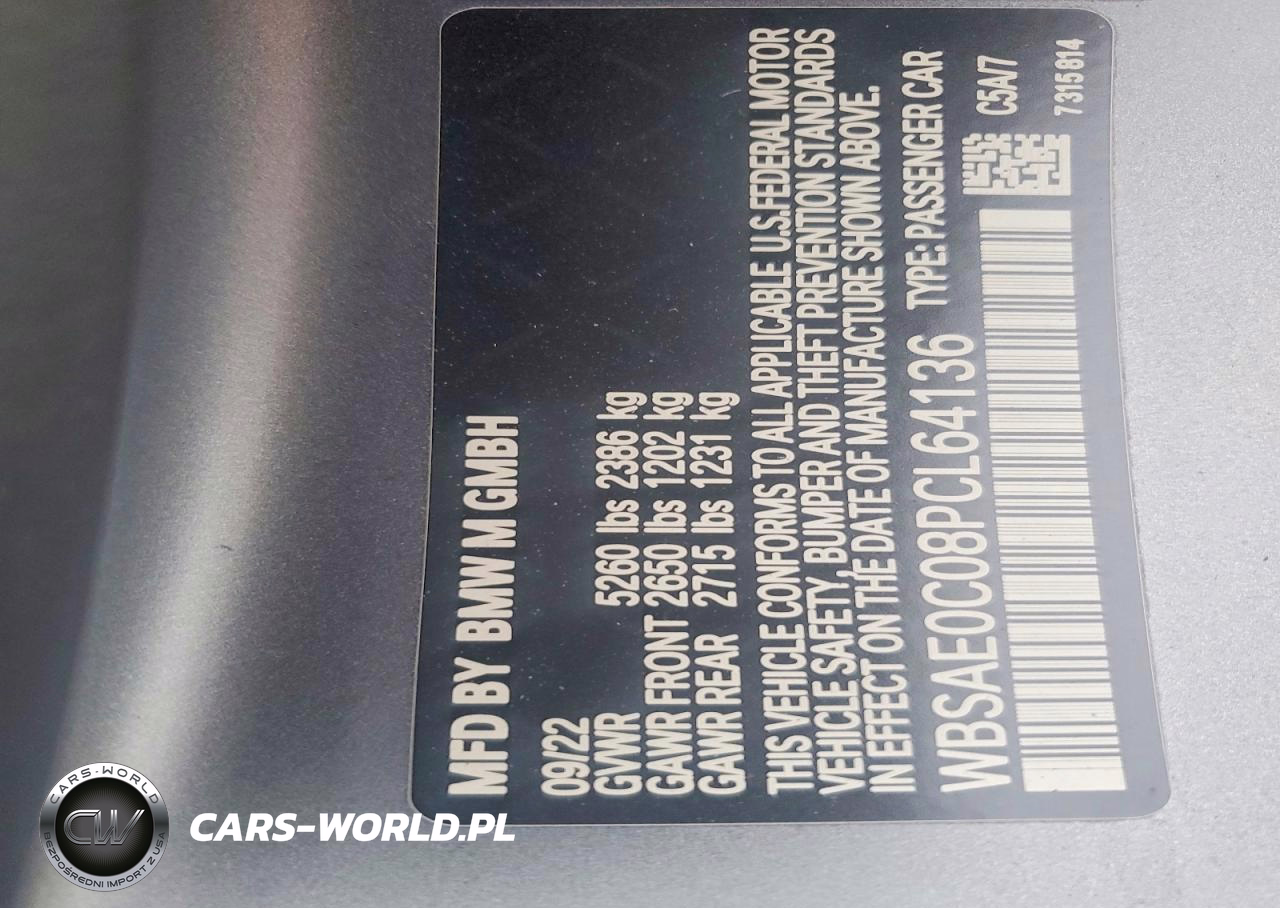 MFD BY BMW M GMBH
09/22
GVWR 5260 lbs 2386 kg
GAWR FRONT 2650 lbs 1202 kg
GAWR REAR 2715 lbs 1231 kg
THIS VEHICLE CONFORMS TO ALL APPLICABLE U.S.FEDERAL MOTOR
VEHICLE SAFETY, BUMPER AND THEFT PREVENTION STANDARDS
IN EFFECT ON THE DATE OF MANUFACTURE SHOWN ABOVE.
WBSAE0C08PCL64136 TYPE: PASSENGER CAR
C5A/7
7315814
CARS-WORLD
CW
BEZPOŚREDNI IMPORT Z USA
CARS-WORLD.PL